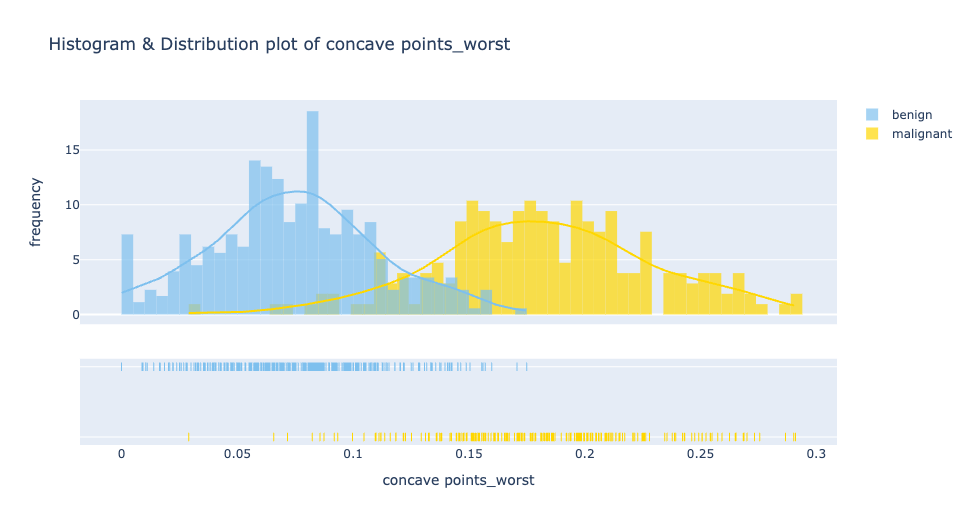 Histogram & Distribution plot of concave points_worst
benign
malignant
frequency
15
10
5
0
0
0.05
0.1
0.15
0.2
0.25
0.3
concave points_worst